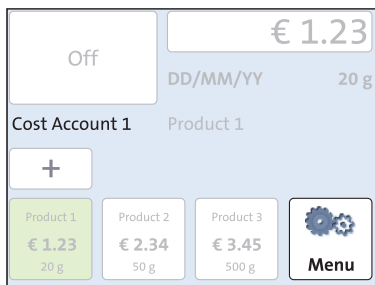 Off
€ 1.23
DD/MM/YY 20 g
Cost Account 1 Product 1
+
Product 1 Product 2 Product 3
€ 1.23 € 2.34 € 3.45
20 g 50 g 500 g
Menu